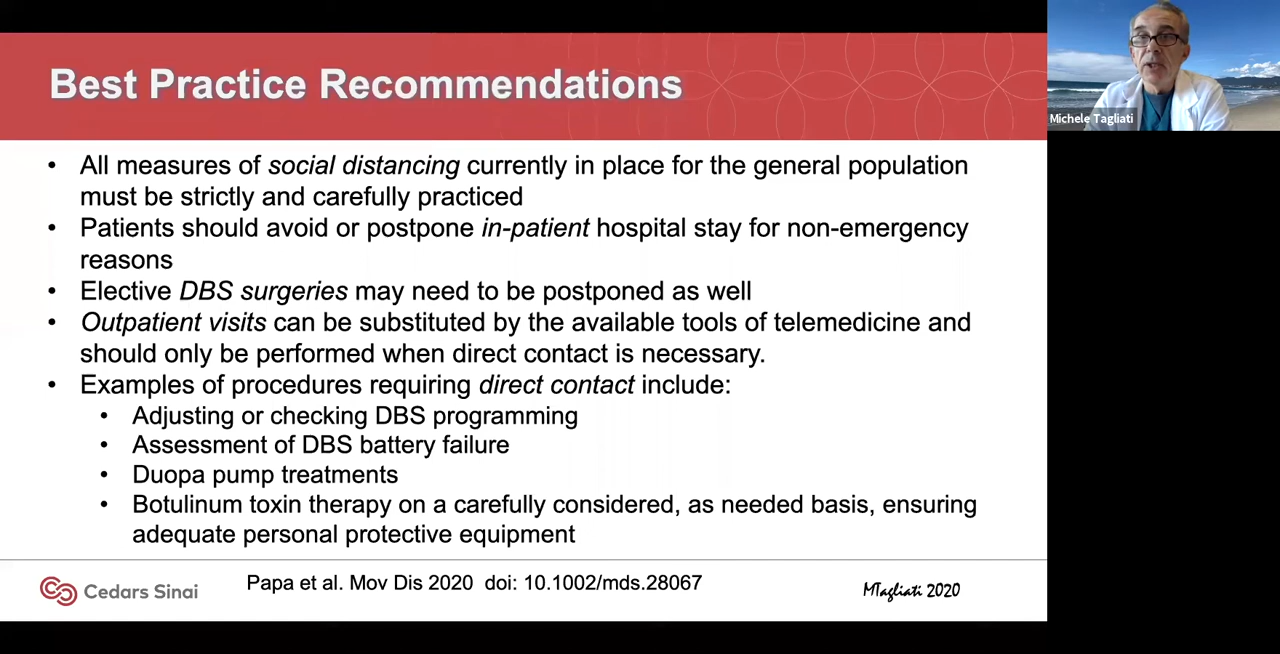 Best Practice Recommendations
Michele Tagliati
• All measures of social distancing currently in place for the general population
must be strictly and carefully practiced
• Patients should avoid or postpone in-patient hospital stay for non-emergency
reasons
• Elective DBS surgeries may need to be postponed as well
• Outpatient visits can be substituted by the available tools of telemedicine and
should only be performed when direct contact is necessary.
• Examples of procedures requiring direct contact include:
• Adjusting or checking DBS programming
• Assessment of DBS battery failure
• Duopa pump treatments
• Botulinum toxin therapy on a carefully considered, as needed basis, ensuring
adequate personal protective equipment
Cedars Sinai
Papa et al. Mov Dis 2020 doi: 10.1002/mds.28067
MTagliati 2020